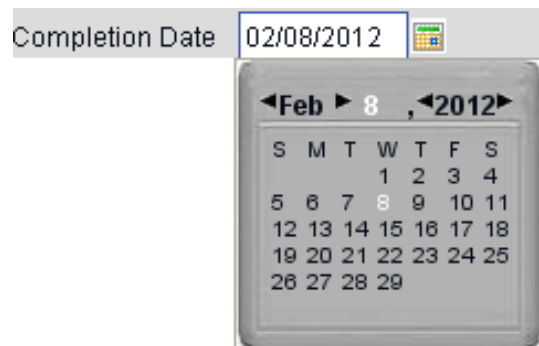 Completion Date 02/08/2012
◄Feb ► 8 ,◄2012►
S M T W T F S
1 2 3 4
5 6 7 8 9 10 11
12 13 14 15 16 17 18
19 20 21 22 23 24 25
26 27 28 29